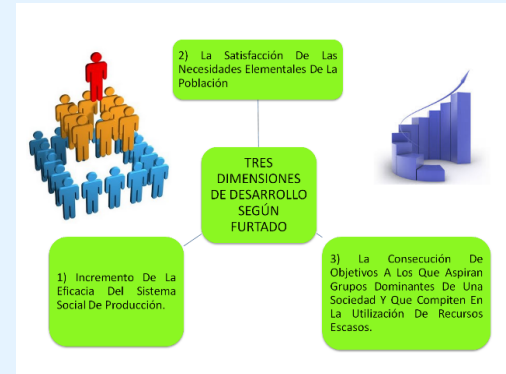 2) La Satisfacción De Las
Necesidades Elementales De La
Población
TRES
DIMENSIONES
DE DESARROLLO
SEGÚN
FURTADO
1) Incremento De La
Eficacia Del Sistema
Social De Producción.
3) La Consecución De
Objetivos A Los Que Aspiran
Grupos Dominantes De Una
Sociedad Y Que Compiten En
La Utilización De Recursos
Escasos.